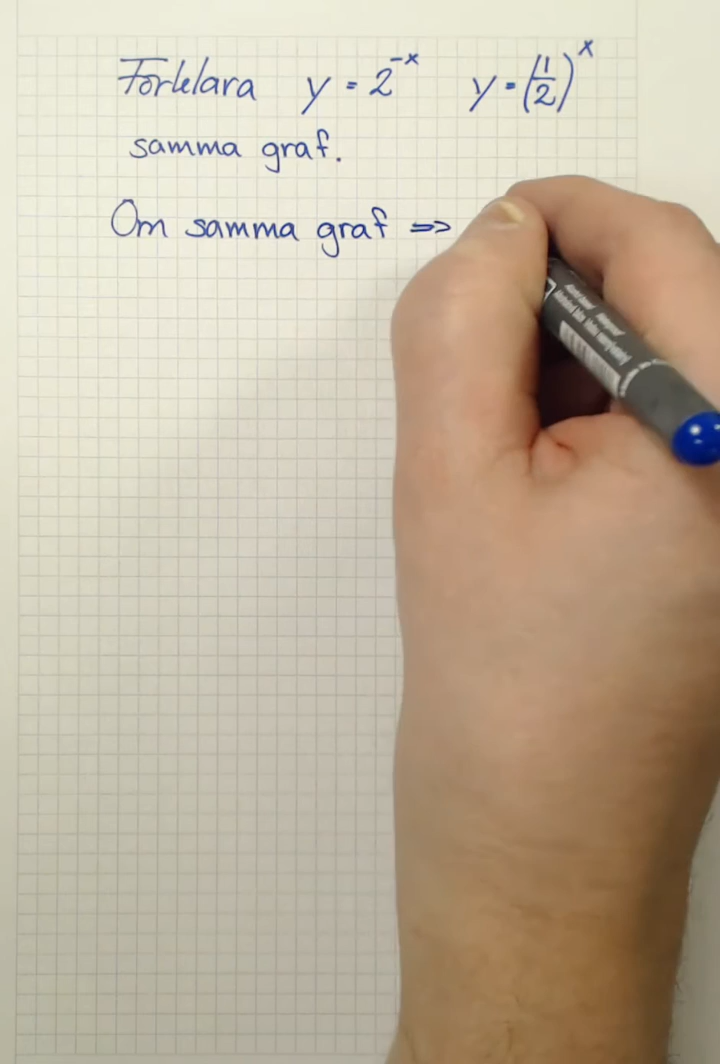 Förklara y = 2^{-x} y = (1/2)^x
samma graf.
Om samma graf =>